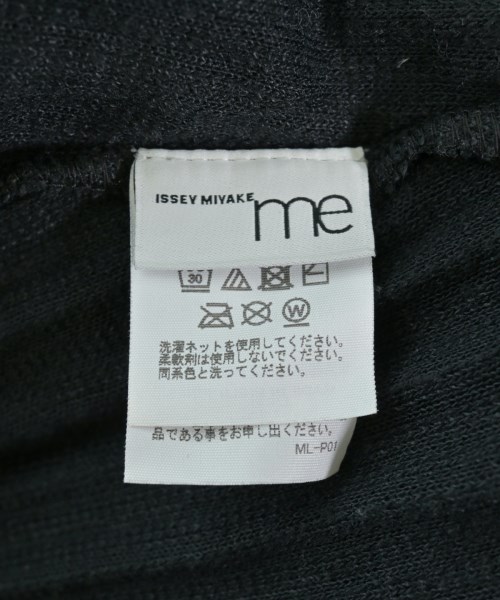 ISSEY MIYAKE me
30
W
洗濯ネットを使用してください。
柔軟剤は使用しないでください。
同系色と洗ってください。
品である事をお申し出ください。
ML-P01